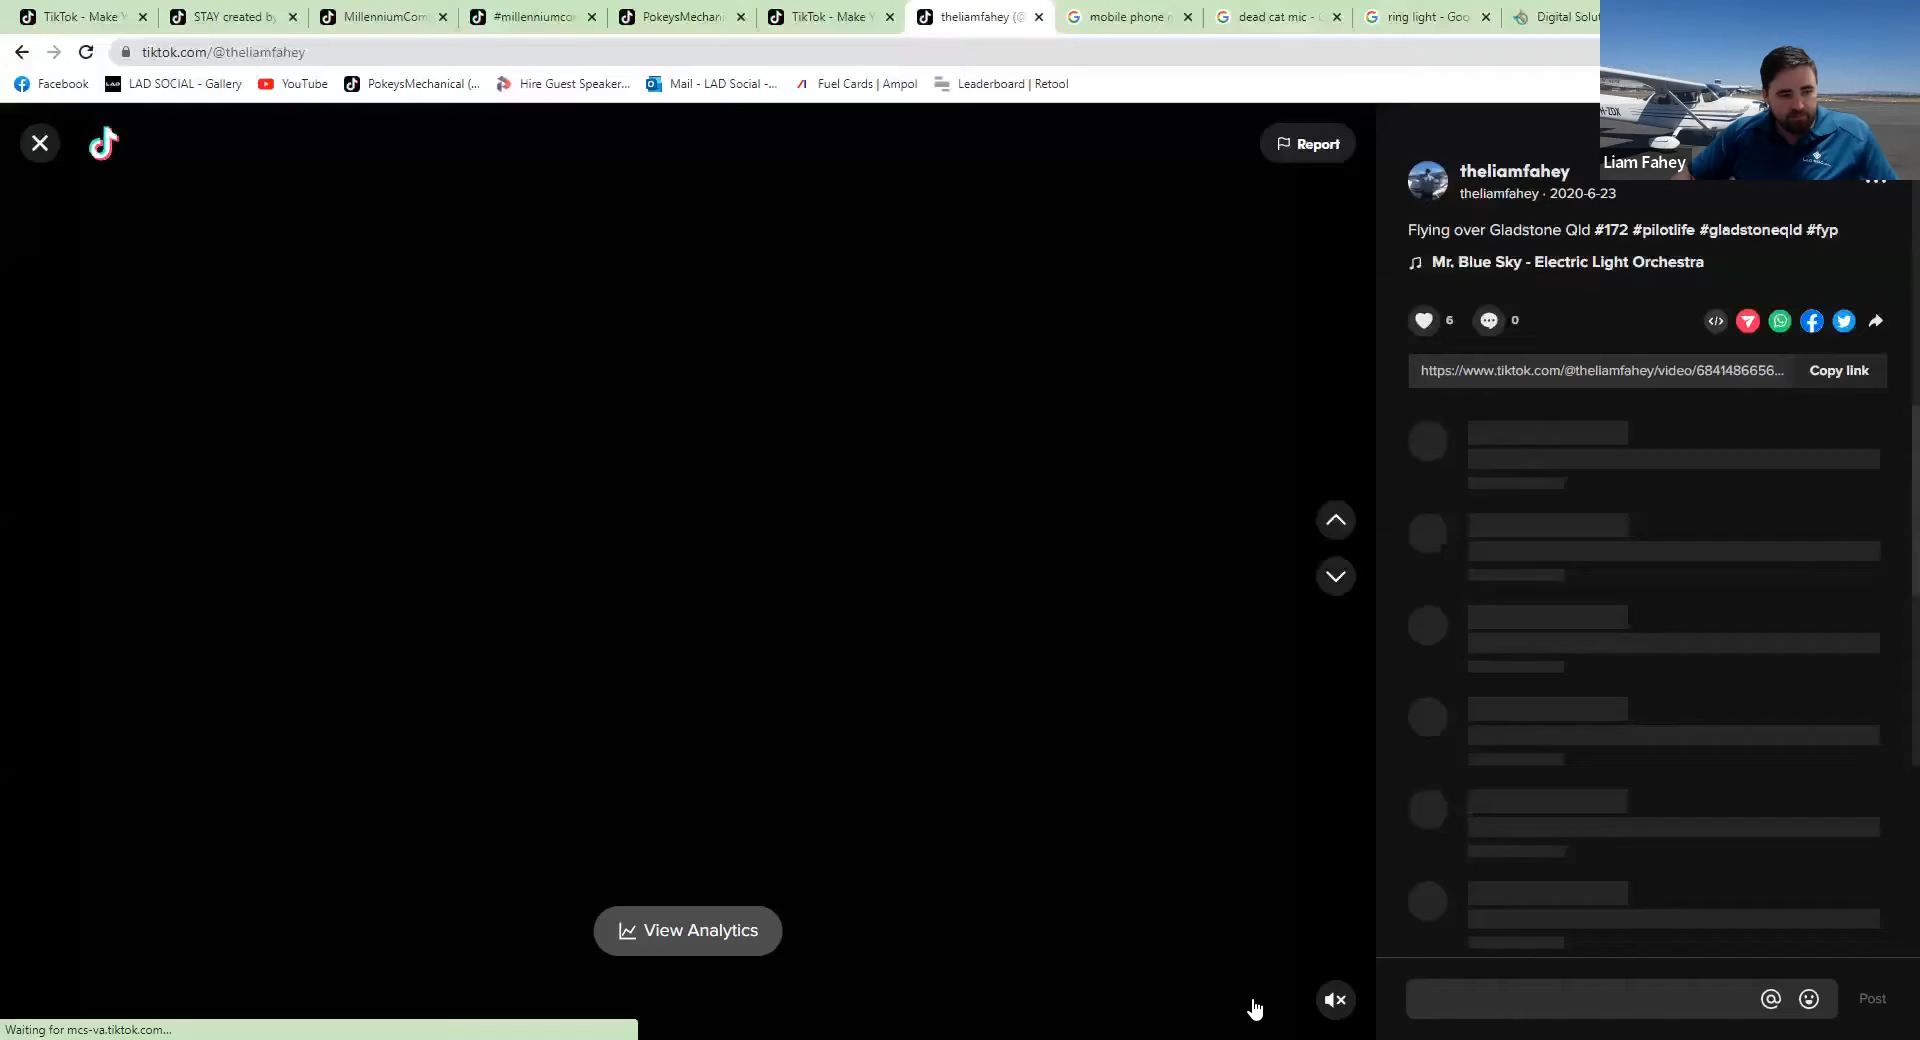 TikTok - Make Y
STAY created by
MillenniumCom
#millenniumco
PokeysMechani
TikTok - Make Y
theliamfahey (@
mobile phone
dead cat mic -
ring light - Goo
Digital Solu
tiktok.com/@theliamfahey
Facebook
LAD SOCIAL - Gallery
YouTube
PokeysMechanical (...
Hire Guest Speaker...
Mail - LAD Social -...
Fuel Cards | Ampol
Leaderboard | Retool
Liam Fahey
Report
theliamfahey
theliamfahey · 2020-6-23
Flying over Gladstone Qld #172 #pilotlife #gladstoneqld #fyp
Mr. Blue Sky - Electric Light Orchestra
6
0
https://www.tiktok.com/@theliamfahey/video/6841486656...
Copy link
View Analytics
Post
Waiting for mcs-va.tiktok.com...